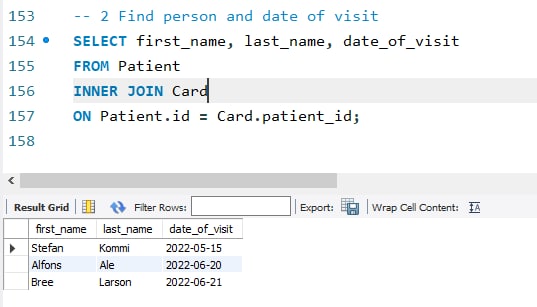 153 -- 2 Find person and date of visit
154 SELECT first_name, last_name, date_of_visit
155 FROM Patient
156 INNER JOIN Card
157 ON Patient.id = Card.patient_id;
158
Result Grid Filter Rows: Export: Wrap Cell Content: IA
first_name last_name date_of_visit
Stefan Kommi 2022-05-15
Alfons Ale 2022-06-20
Bree Larson 2022-06-21